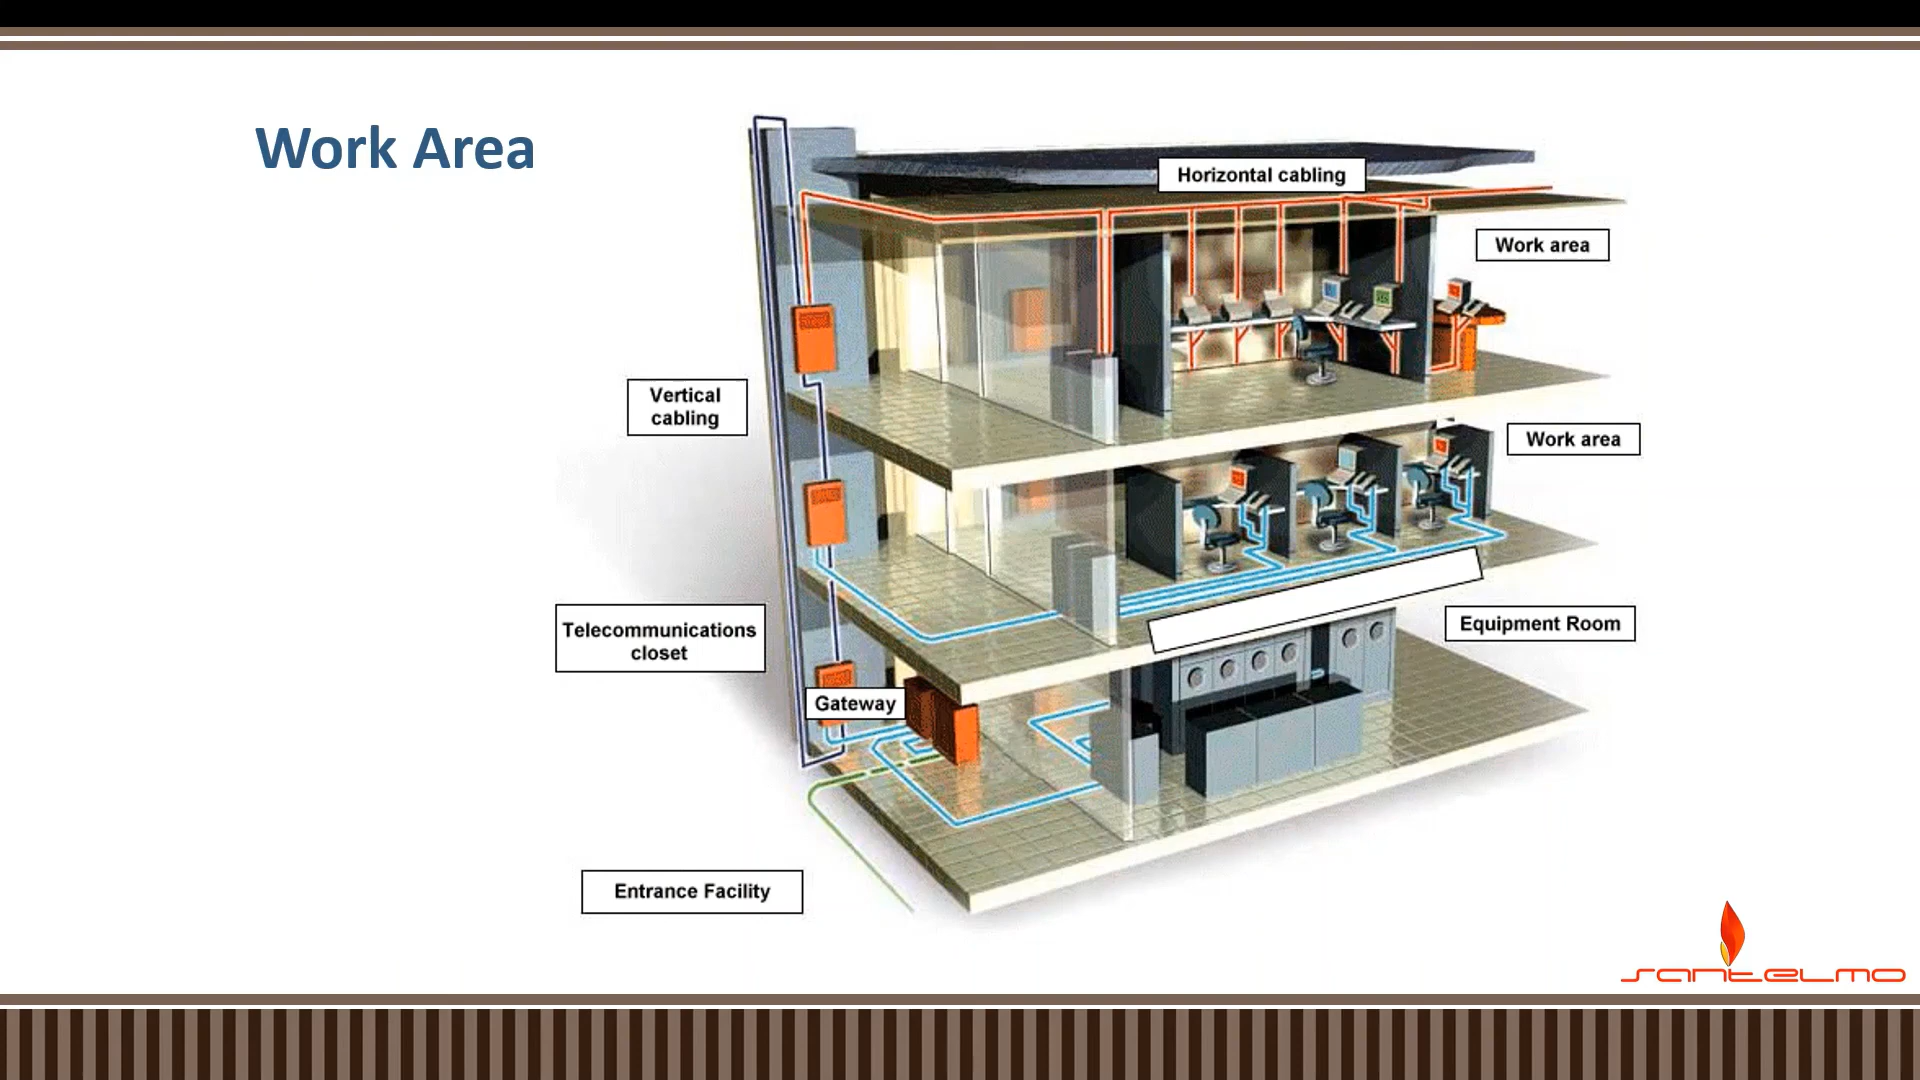 Work Area
Horizontal cabling
Work area
Vertical
cabling
Work area
Telecommunications
closet
Equipment Room
Gateway
Entrance Facility
santelmo